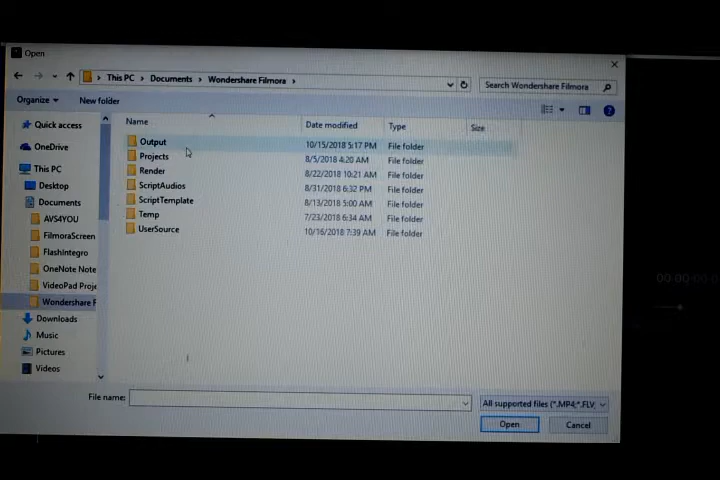 Open
This PC > Documents > Wondershare Filmora >
Search Wondershare Filmora
Organize
New folder
Name Date modified Type Size
Output 10/15/2018 5:17 PM File folder
Projects 8/5/2018 4:20 AM File folder
Render 8/22/2018 10:21 AM File folder
ScriptAudios 8/31/2018 6:32 PM File folder
ScriptTemplate 8/13/2018 5:00 AM File folder
Temp 7/23/2018 6:34 AM File folder
UserSource 10/16/2018 7:39 AM File folder
Quick access
OneDrive
This PC
Desktop
Documents
AVS4YOU
FilmoraScreen
FlashIntegro
OneNote Note
VideoPad Proje
Wondershare F
Downloads
Music
Pictures
Videos
File name:
All supported files (*.MP4;*.FLV,
Open
Cancel